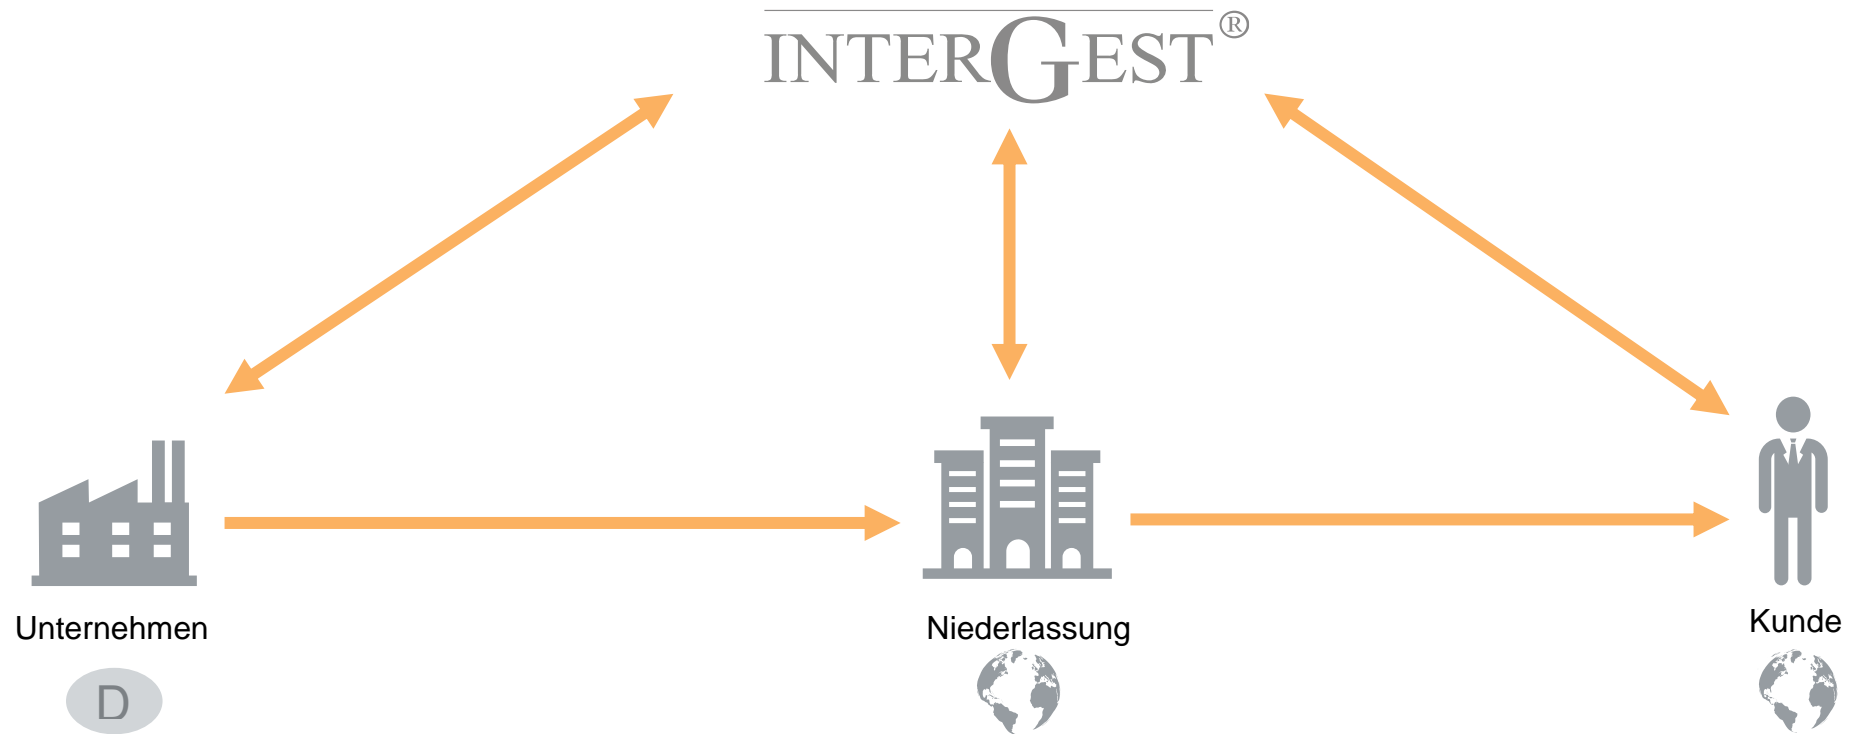 INTERGEST®
Unternehmen
Niederlassung
Kunde
D